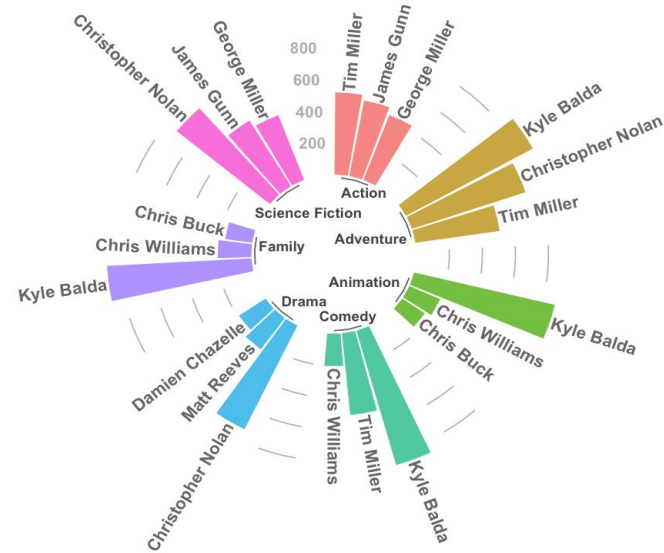 800
600
400
200
Tim Miller
James Gunn
George Miller
Action
Kyle Balda
Christopher Nolan
Tim Miller
Adventure
Kyle Balda
Chris Williams
Chris Buck
Animation
Kyle Balda
Tim Miller
Chris Williams
Comedy
Christopher Nolan
Matt Reeves
Damien Chazelle
Drama
Kyle Balda
Chris Williams
Chris Buck
Family
Christopher Nolan
James Gunn
George Miller
Science Fiction